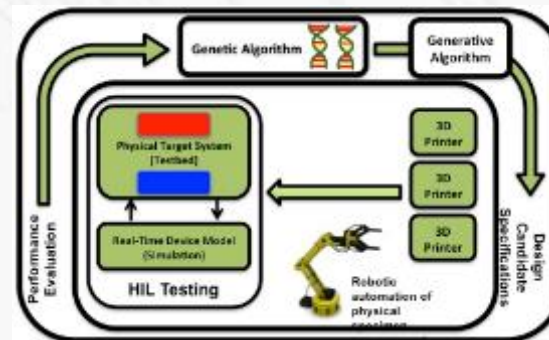 Genetic Algorithm
Generative
Algorithm
Physical Target System
(Testbed)
Real-Time Device Model
(Simulation)
HIL Testing
3D
Printer
3D
Printer
3D
Printer
Robotic
automation of
physical
specimen
Performance
Evaluation
Design
Candidate
Specifications